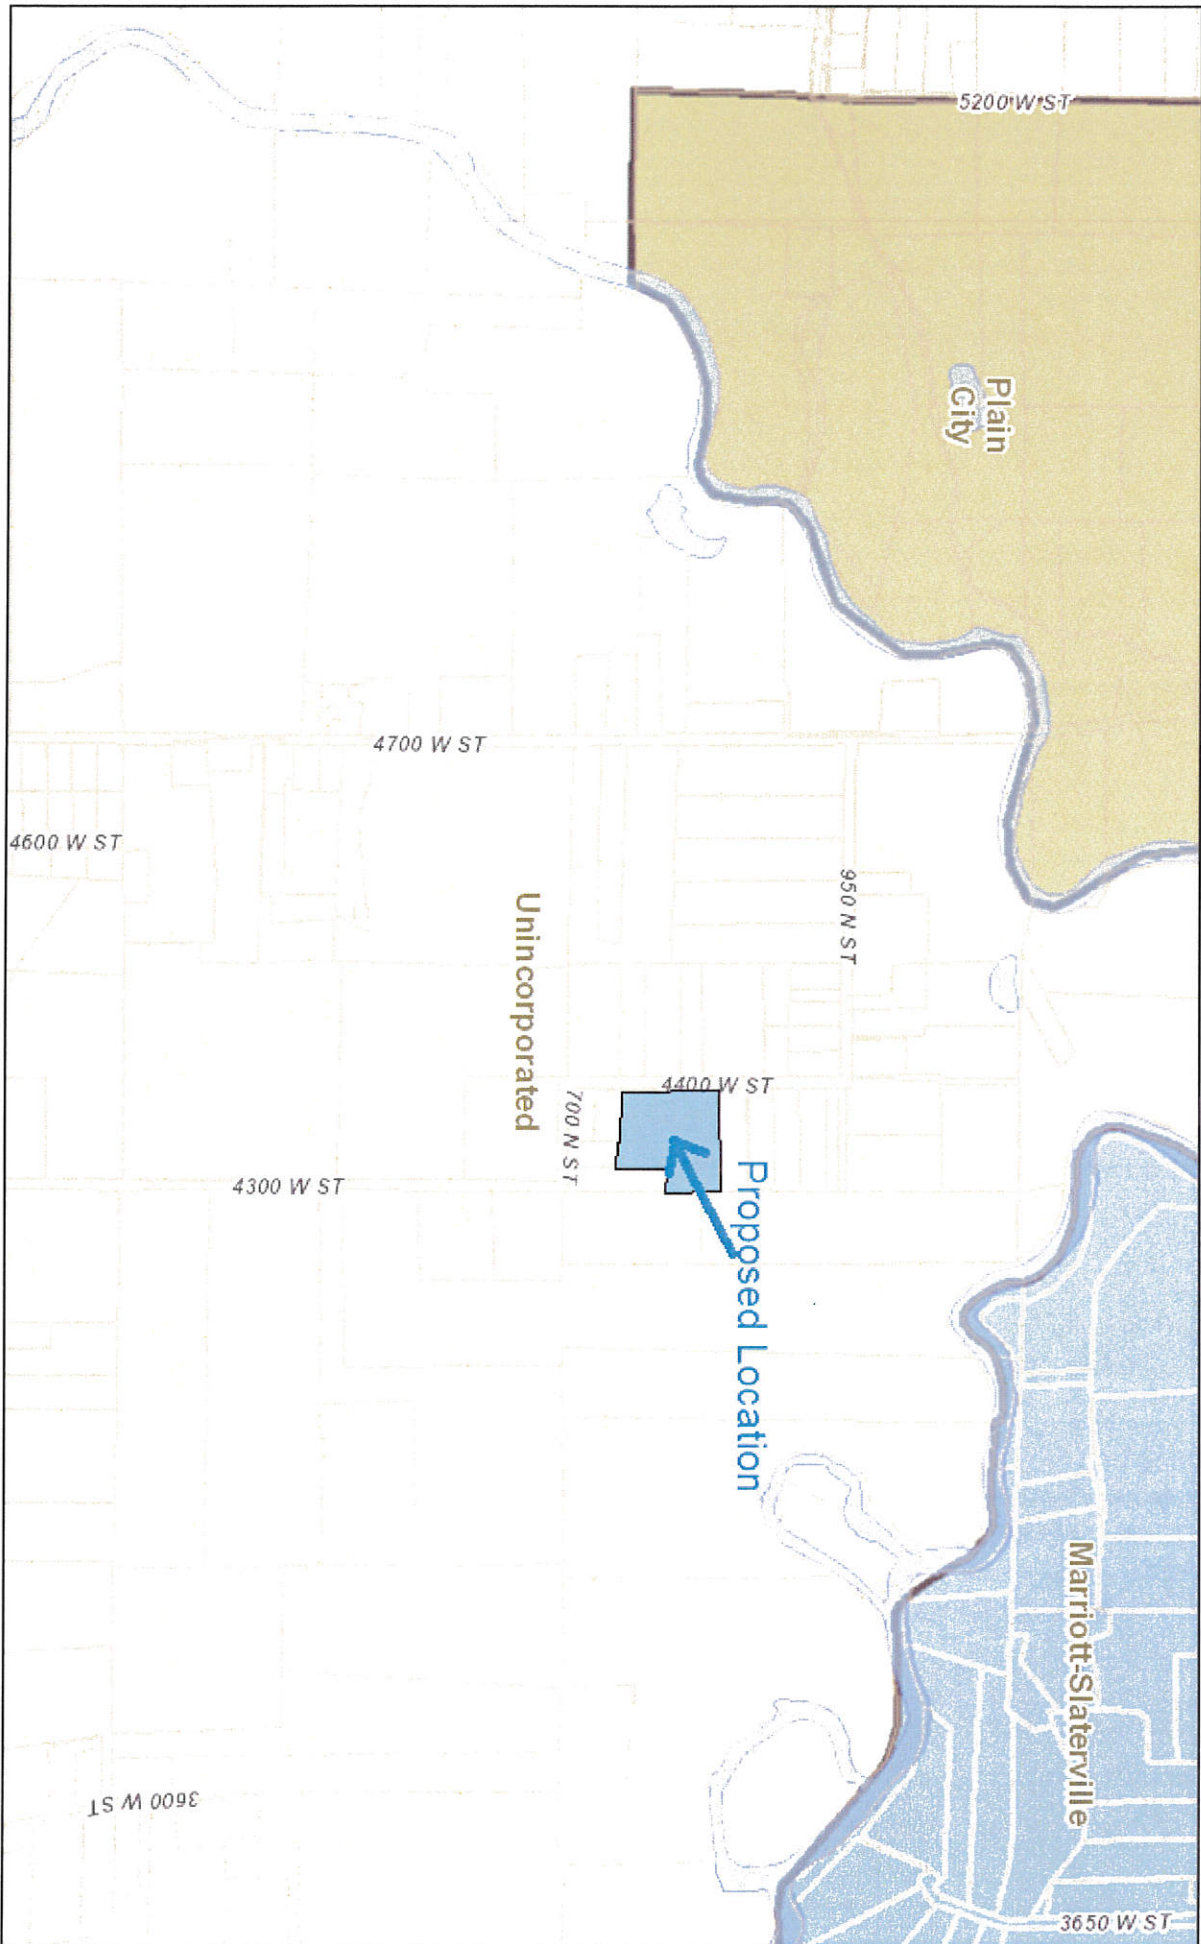 5200 W ST
Plain
City
4700 W ST
4600 W ST
950 N ST
Unincorporated
4400 W ST
700 N ST
4300 W ST
Proposed Location
Marriott-Slaterville
3600 W ST
3650 W ST